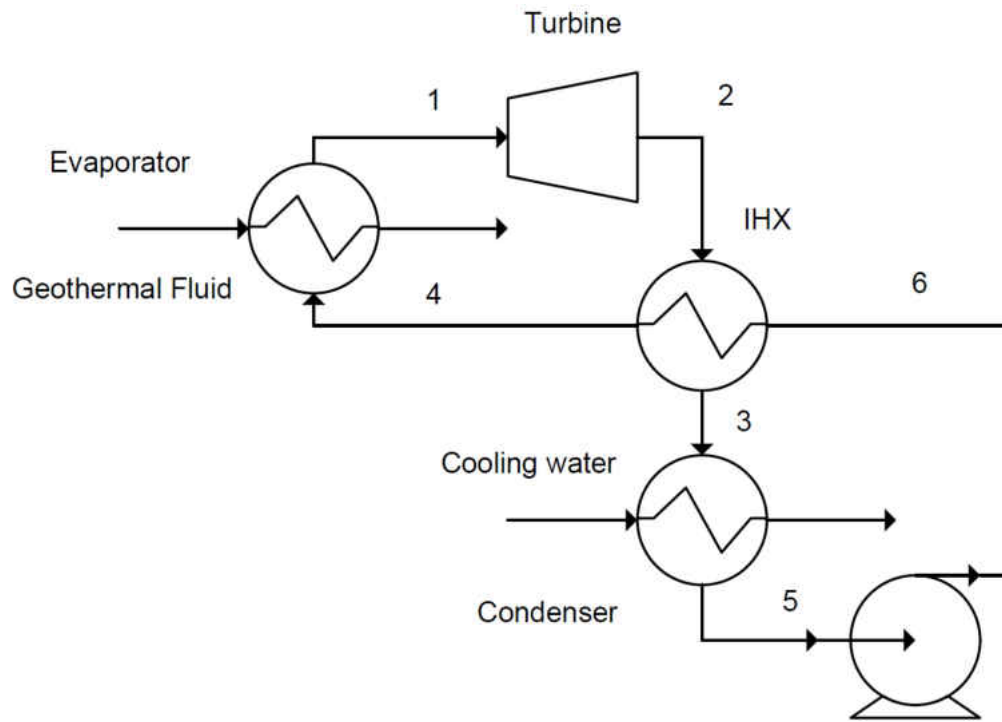 Turbine
1
2
Evaporator
IHX
Geothermal Fluid
4
6
3
Cooling water
Condenser
5